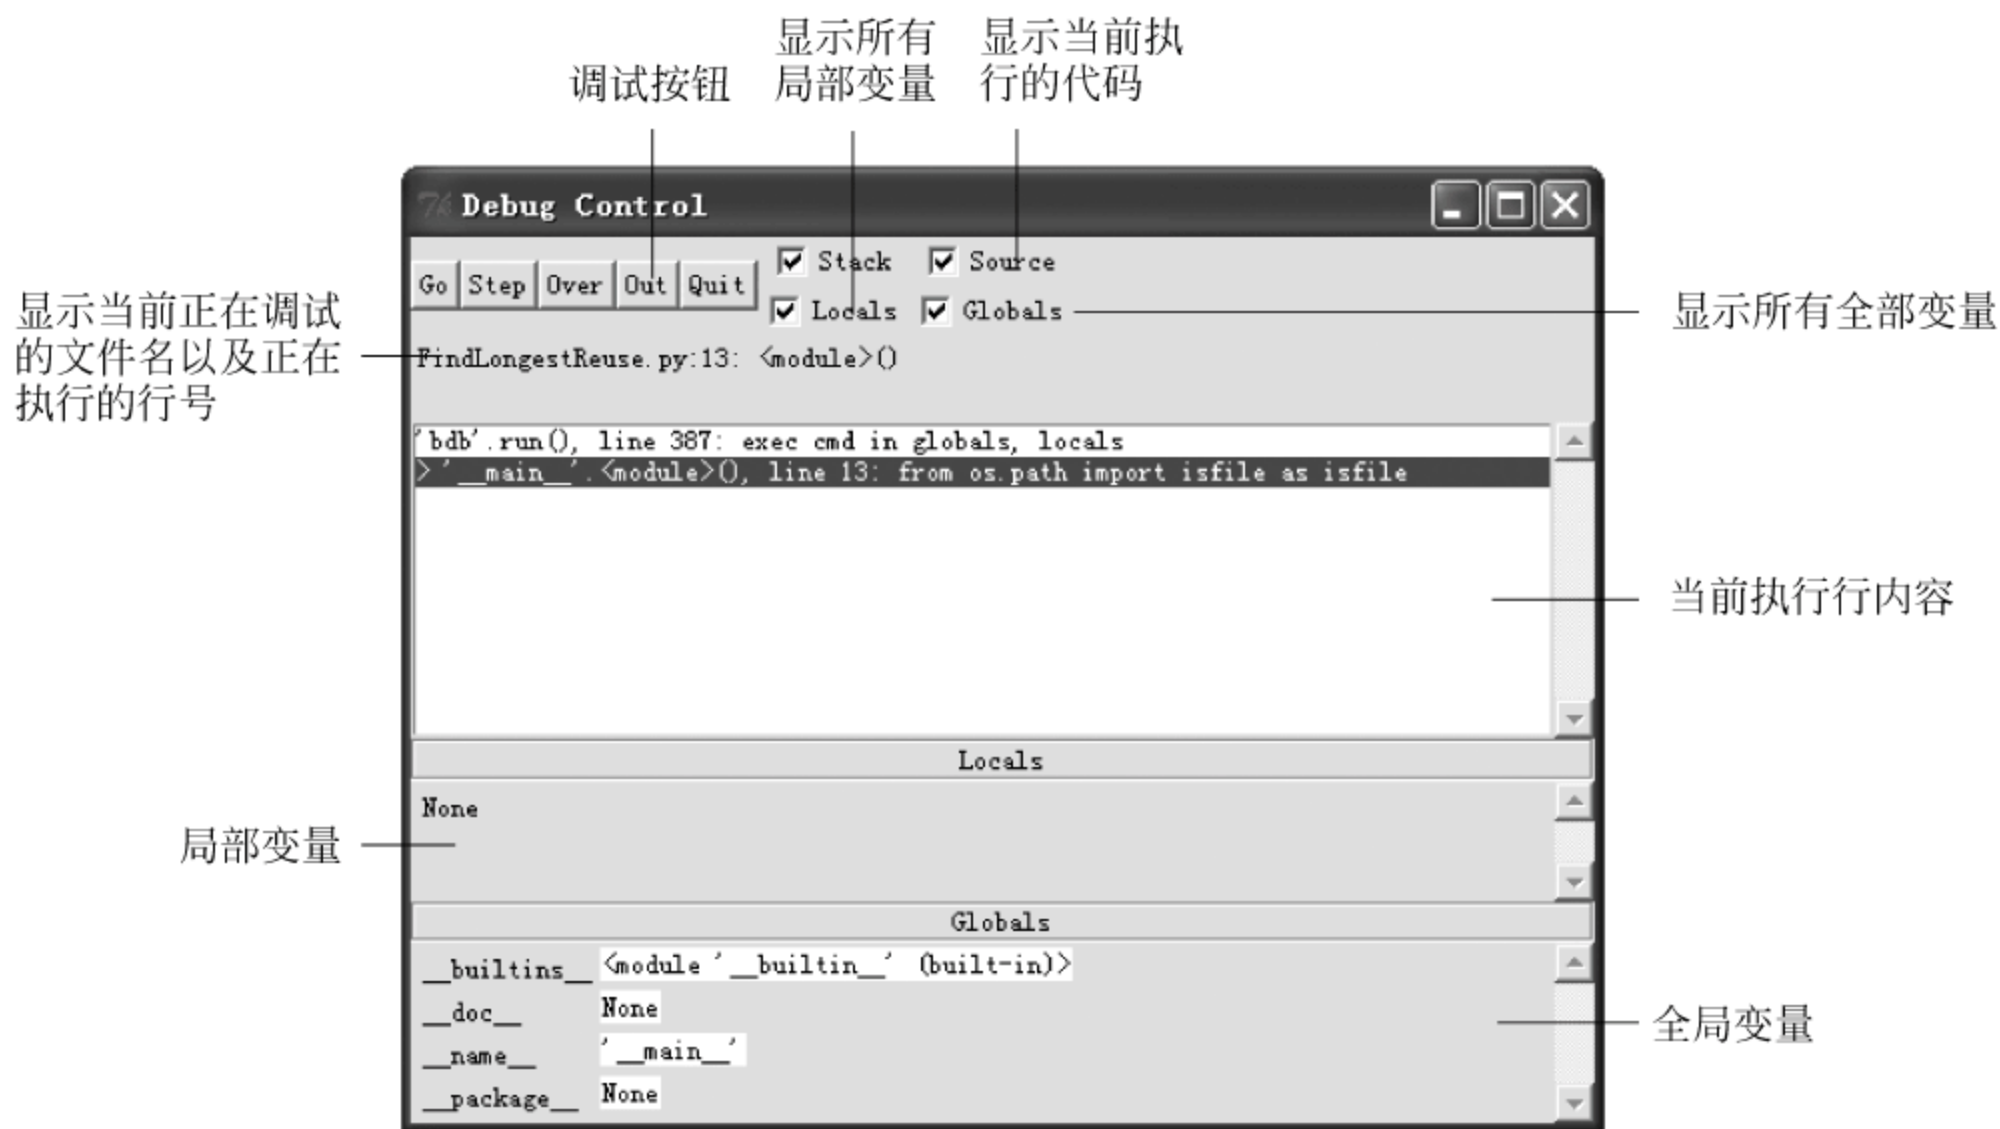 显示所有
局部变量
显示当前执
行的代码
调试按钮
Debug Control
Go Step Over Out Quit
Stack Source
Locals Globals
显示所有全部变量
显示当前正在调试
的文件名以及正在
执行的行号
FindLongestReuse.py:13: <module>()
'bdb'.run(), line 387: exec cmd in globals, locals
> '__main__'.<module>(), line 13: from os.path import isfile as isfile
当前执行行内容
Locals
None
局部变量
Globals
__builtins__ <module '__builtin__' (built-in)>
__doc__ None
__name__ '__main__'
__package__ None
全局变量